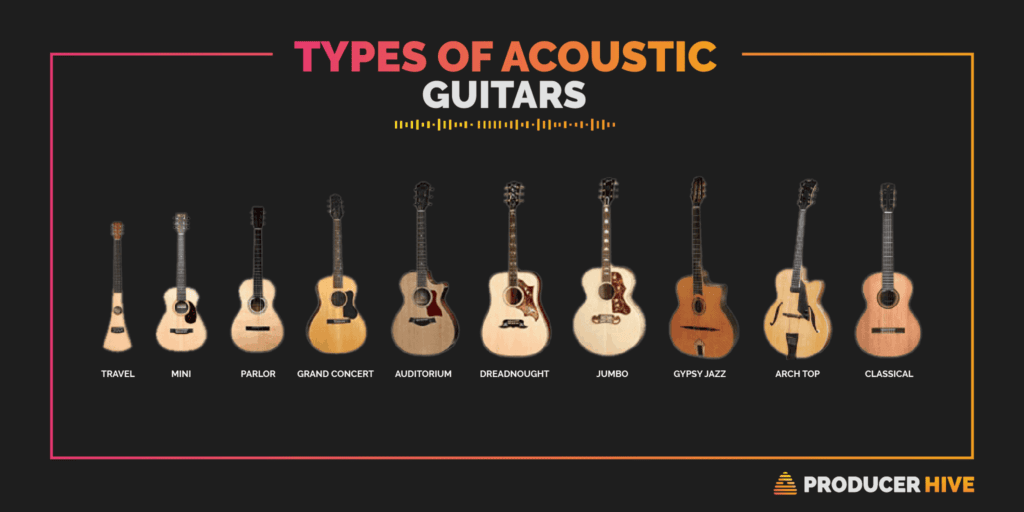 TYPES OF ACOUSTIC
GUITARS
TRAVEL
MINI
PARLOR
GRAND CONCERT
AUDITORIUM
DREADNOUGHT
JUMBO
GYPSY JAZZ
ARCH TOP
CLASSICAL
PRODUCER HIVE